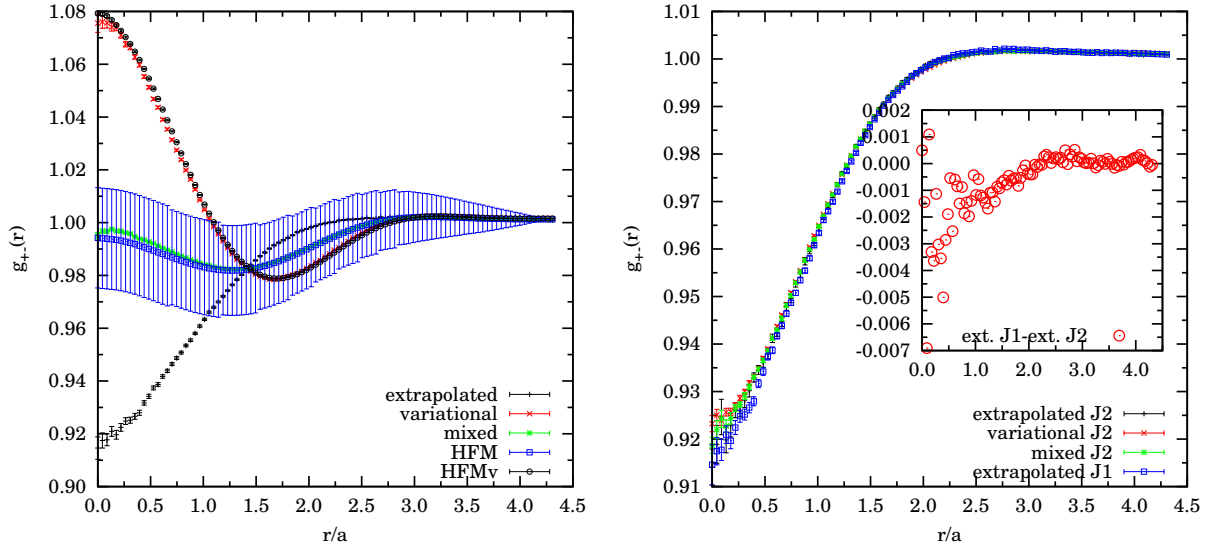 1.08
1.06
1.04
1.02
1.00
0.98
0.96
0.94
0.92
0.90
g+-(r)
0.0 0.5 1.0 1.5 2.0 2.5 3.0 3.5 4.0 4.5
r/a
extrapolated
variational
mixed
HFM
HFMv
1.01
1.00
0.99
0.98
0.97
0.96
0.95
0.94
0.93
0.92
0.91
g+-(r)
0.0 0.5 1.0 1.5 2.0 2.5 3.0 3.5 4.0 4.5
r/a
0.002
0.001
0.000
-0.001
-0.002
-0.003
-0.004
-0.005
-0.006
-0.007
0.0 1.0 2.0 3.0 4.0
ext. J1-ext. J2
extrapolated J2
variational J2
mixed J2
extrapolated J1